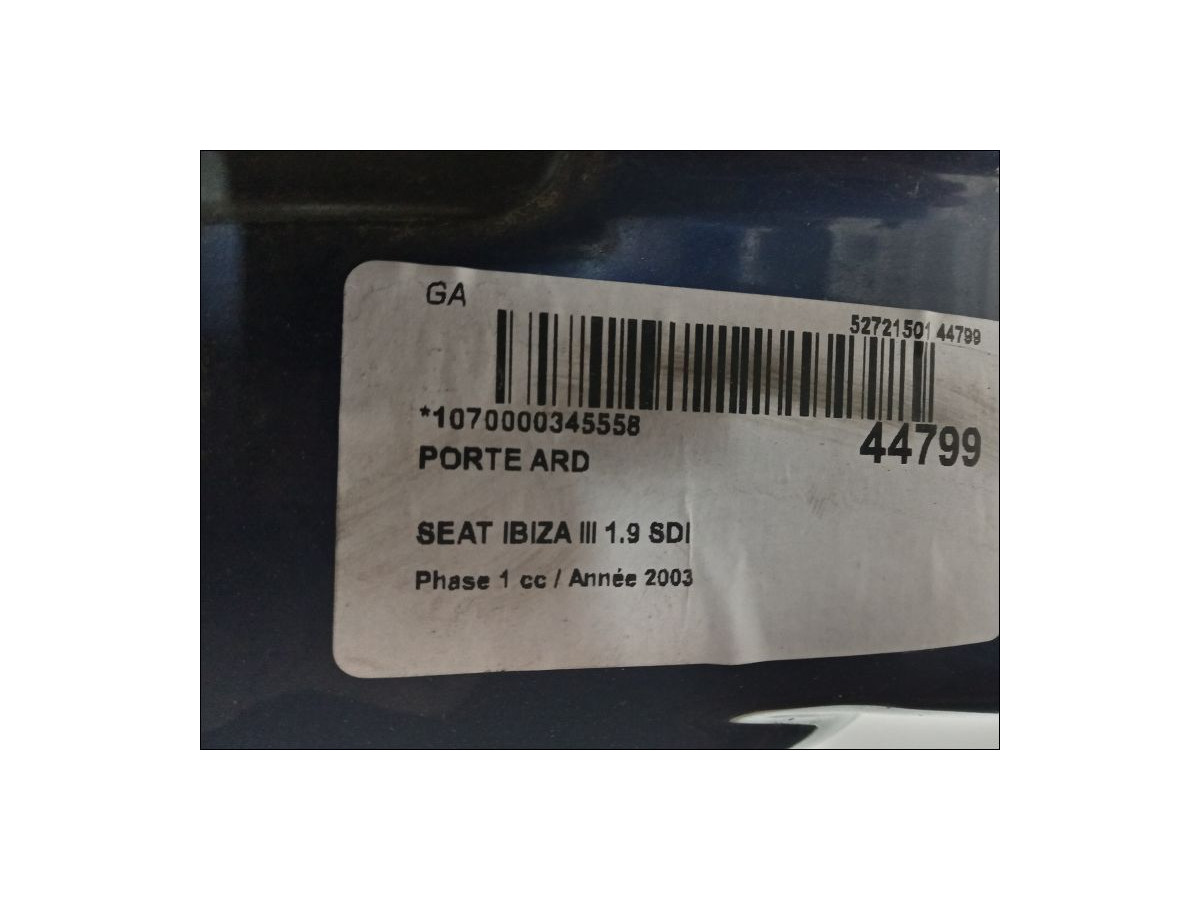 GA
52721501 44799
*1070000345558
44799
PORTE ARD
SEAT IBIZA III 1.9 SDI
Phase 1 cc / Année 2003